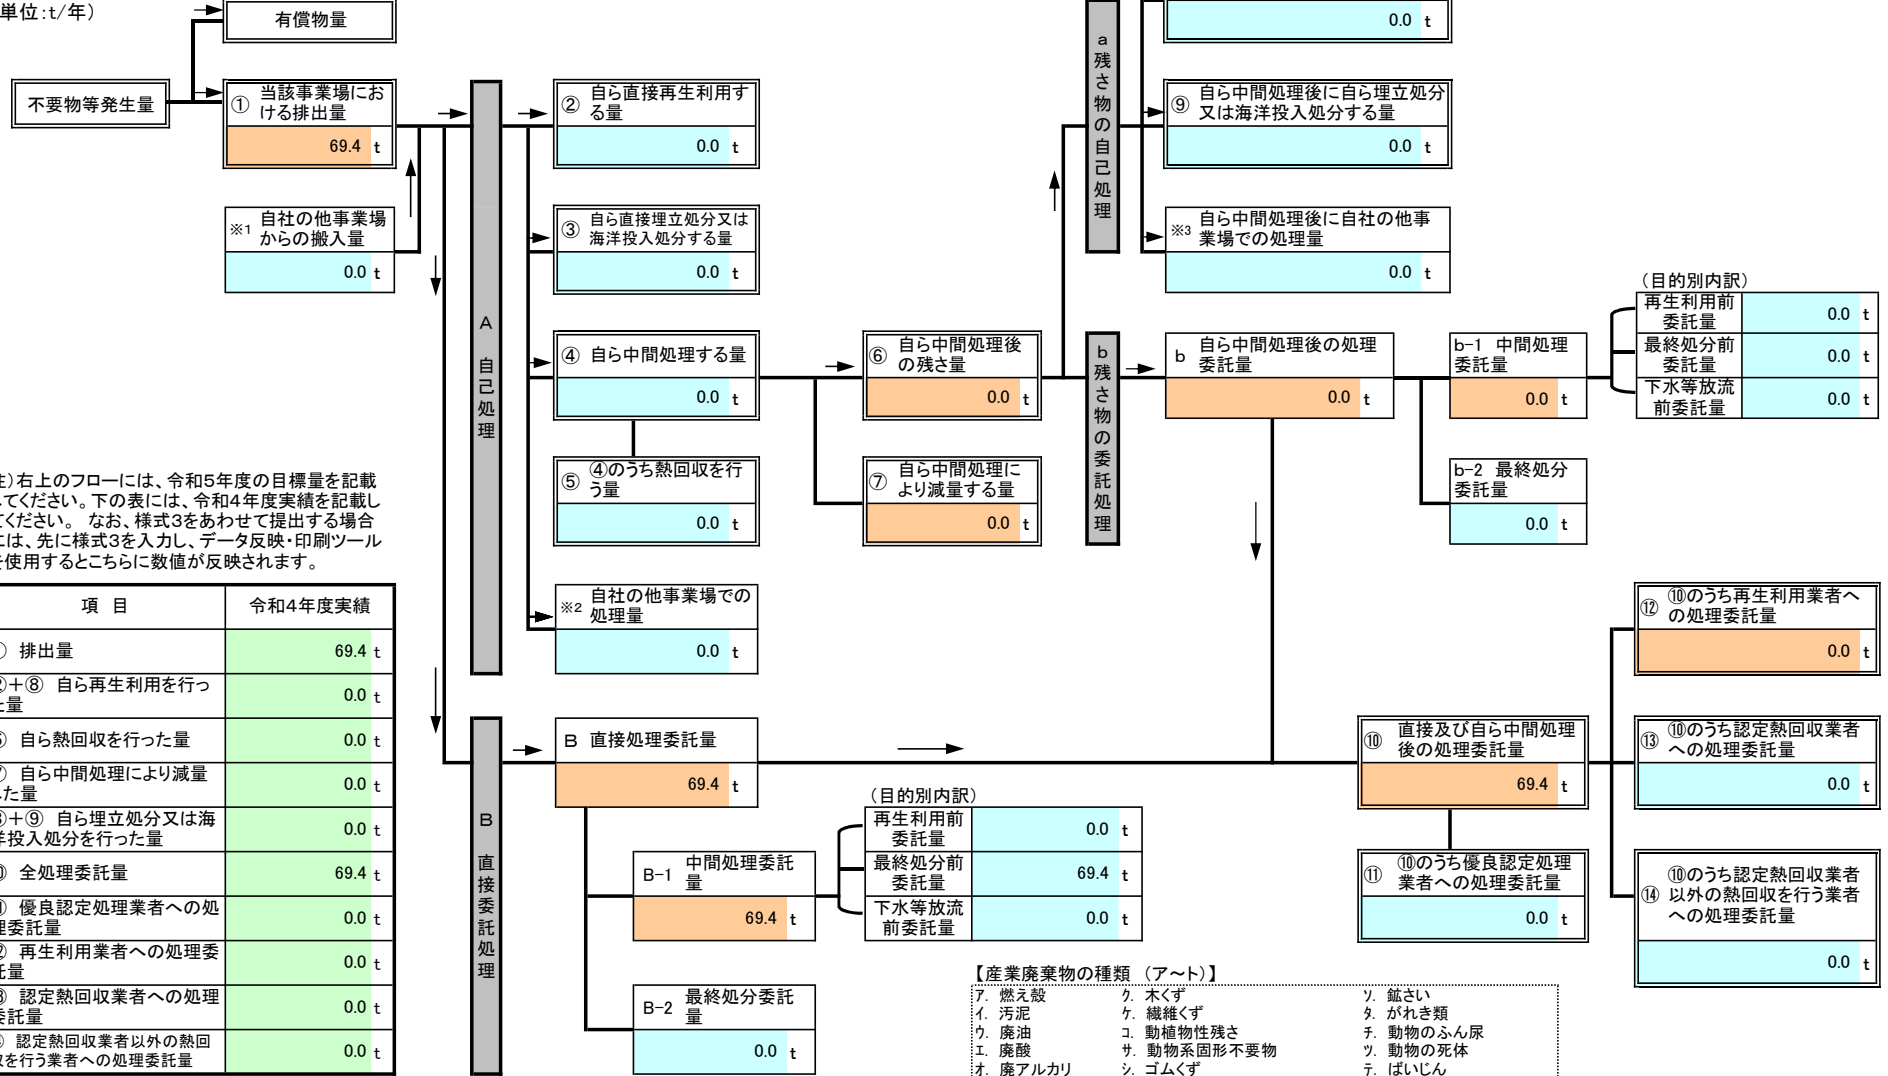 単位:t/年)
有償物量
不要物等発生量
① 当該事業場にお
ける排出量
69.4 t
※1 自社の他事業場
からの搬入量
0.0 t
A 自己処理
② 自ら直接再生利用す
る量
0.0 t
③ 自ら直接埋立処分又は
海洋投入処分する量
0.0 t
④ 自ら中間処理する量
0.0 t
⑤ ④のうち熱回収を行
う量
0.0 t
※2 自社の他事業場での
処理量
0.0 t
⑥ 自ら中間処理後
の残さ量
0.0 t
⑦ 自ら中間処理に
より減量する量
0.0 t
a残さ物の自己処理
0.0 t
⑨ 自ら中間処理後に自ら埋立処分
又は海洋投入処分する量
0.0 t
※3 自ら中間処理後に自社の他事
業場での処理量
0.0 t
b残さ物の委託処理
b 自ら中間処理後の処理
委託量
0.0 t
b-1 中間処理
委託量
0.0 t
b-2 最終処分
委託量
0.0 t
(目的別内訳)
再生利用前
委託量
0.0 t
最終処分前
委託量
0.0 t
下水等放流
前委託量
0.0 t
)右上のフローには、令和5年度の目標量を記載
してください。下の表には、令和4年度実績を記載し
てください。 なお、様式3をあわせて提出する場合
には、先に様式3を入力し、データ反映・印刷ツール
を使用するとこちらに数値が反映されます。
項 目 令和4年度実績
排出量 69.4 t
②+⑧ 自ら再生利用を行っ
た量 0.0 t
自ら熱回収を行った量 0.0 t
自ら中間処理により減量
した量 0.0 t
③+⑨ 自ら埋立処分又は海
洋投入処分を行った量 0.0 t
全処理委託量 69.4 t
優良認定処理業者への処
理委託量 0.0 t
再生利用業者への処理委
託量 0.0 t
認定熱回収業者への処理
委託量 0.0 t
認定熱回収業者以外の熱回
収を行う業者への処理委託量 0.0 t
B 直接委託処理
B 直接処理委託量
69.4 t
B-1 中間処理委託
量
69.4 t
B-2 最終処分委託
量
0.0 t
(目的別内訳)
再生利用前
委託量
0.0 t
最終処分前
委託量
69.4 t
下水等放流
前委託量
0.0 t
⑩ 直接及び自ら中間処理
後の処理委託量
69.4 t
⑪ ⑩のうち優良認定処理
業者への処理委託量
0.0 t
⑫ ⑩のうち再生利用業者へ
の処理委託量
0.0 t
⑬ ⑩のうち認定熱回収業者
への処理委託量
0.0 t
⑭ ⑩のうち認定熱回収業者
以外の熱回収を行う業者
への処理委託量
0.0 t
【産業廃棄物の種類 (ア~ト)】
ア. 燃え殻 ク. 木くず ソ. 鉱さい
イ. 汚泥 ケ. 繊維くず タ. がれき類
ウ. 廃油 コ. 動植物性残さ チ. 動物のふん尿
エ. 廃酸 サ. 動物系固形不要物 ツ. 動物の死体
オ. 廃アルカリ シ. ゴムくず テ. ばいじん